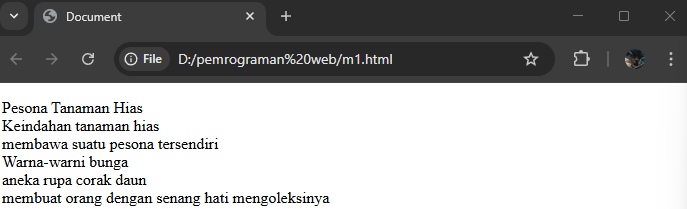 Document
File
D:/pemrograman%20web/m1.html
Pesona Tanaman Hias
Keindahan tanaman hias
membawa suatu pesona tersendiri
Warna-warni bunga
aneka rupa corak daun
membuat orang dengan senang hati mengoleksinya